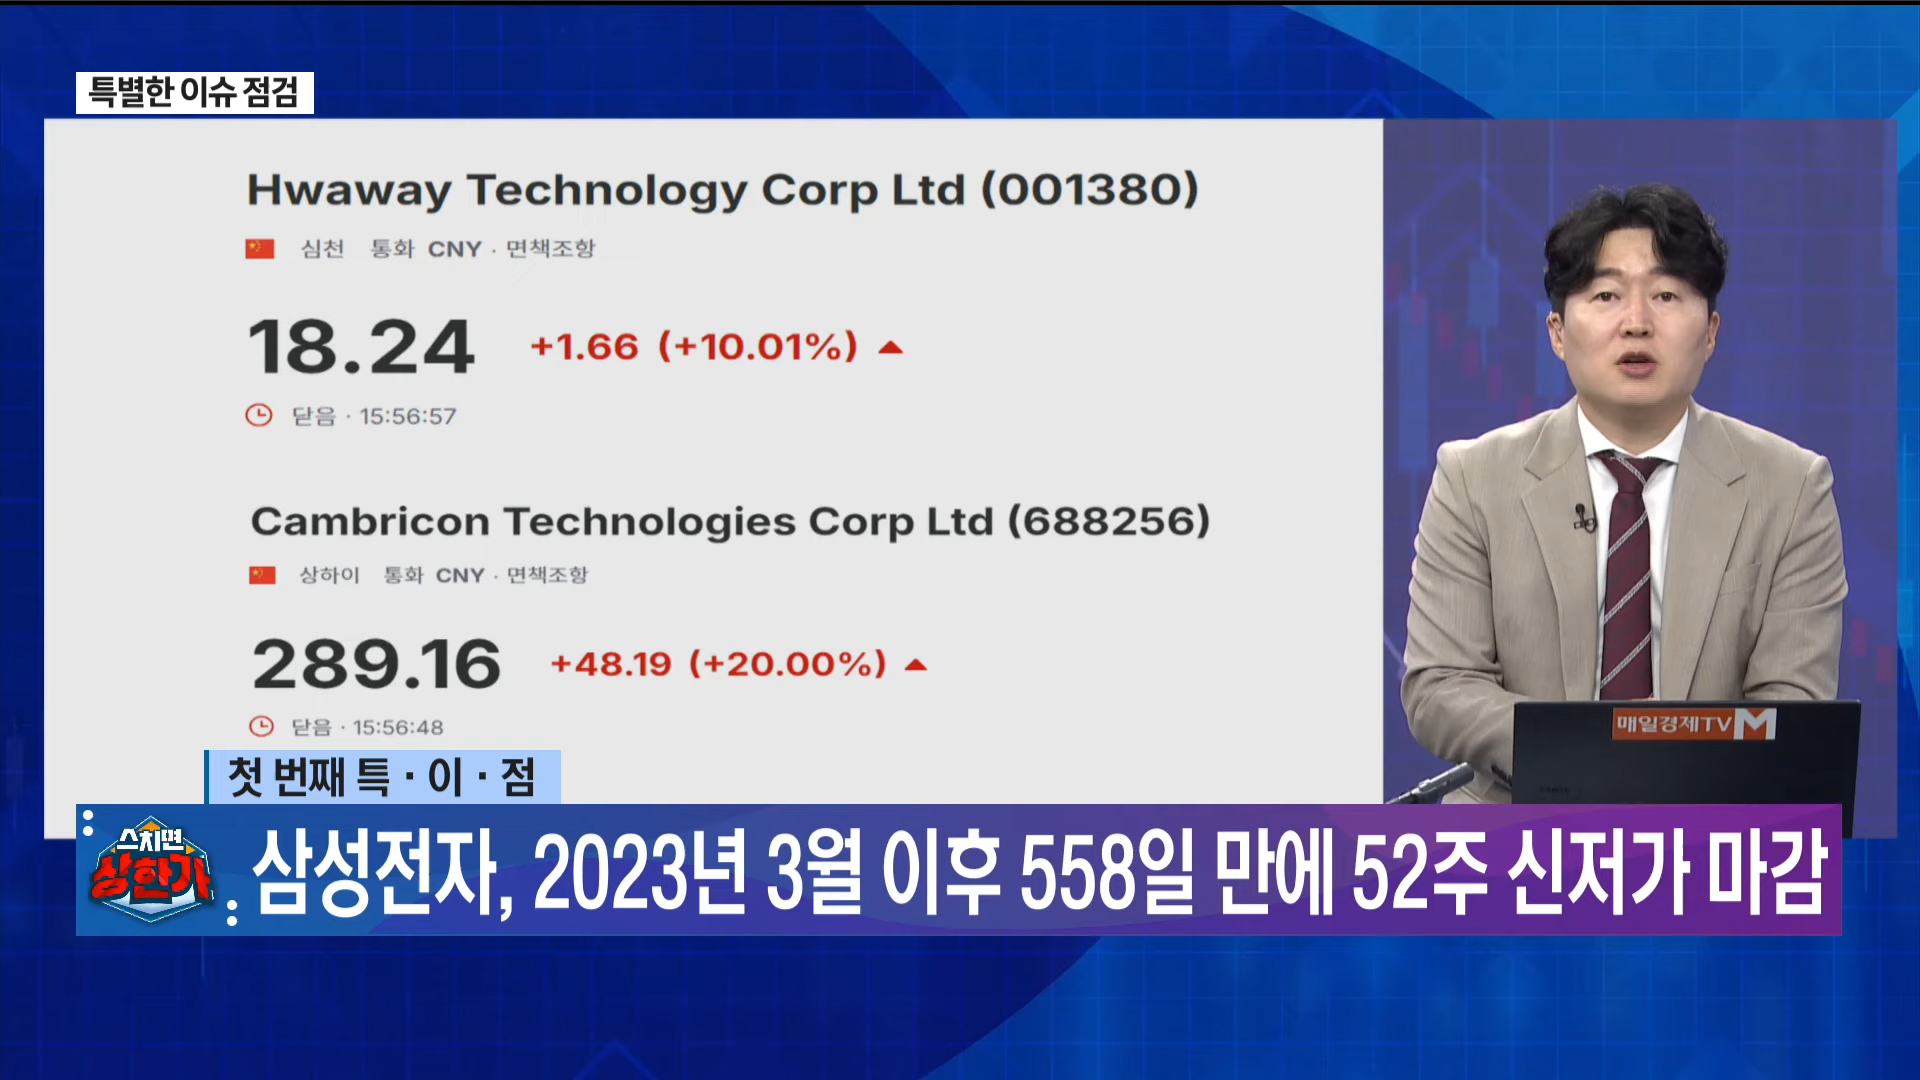 특별한 이슈 점검
Hwaway Technology Corp Ltd (001380)
심천 통화 CNY · 면책조항
18.24 +1.66 (+10.01%)
닫음 · 15:56:57
Cambricon Technologies Corp Ltd (688256)
상하이 통화 CNY · 면책조항
289.16 +48.19 (+20.00%)
닫음 · 15:56:48
매일경제TV M
첫 번째 특·이·점
스치면
상한가
삼성전자, 2023년 3월 이후 558일 만에 52주 신저가 마감